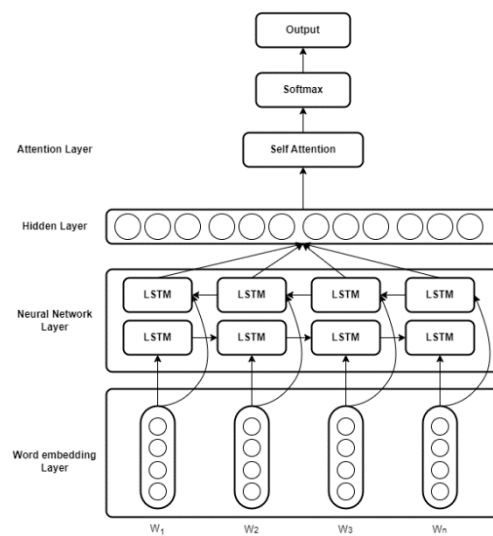 Output
Softmax
Attention Layer
Self Attention
Hidden Layer
LSTM LSTM LSTM LSTM
Neural Network
Layer
LSTM LSTM LSTM LSTM
Word embedding
Layer
W1 W2 W3 Wn